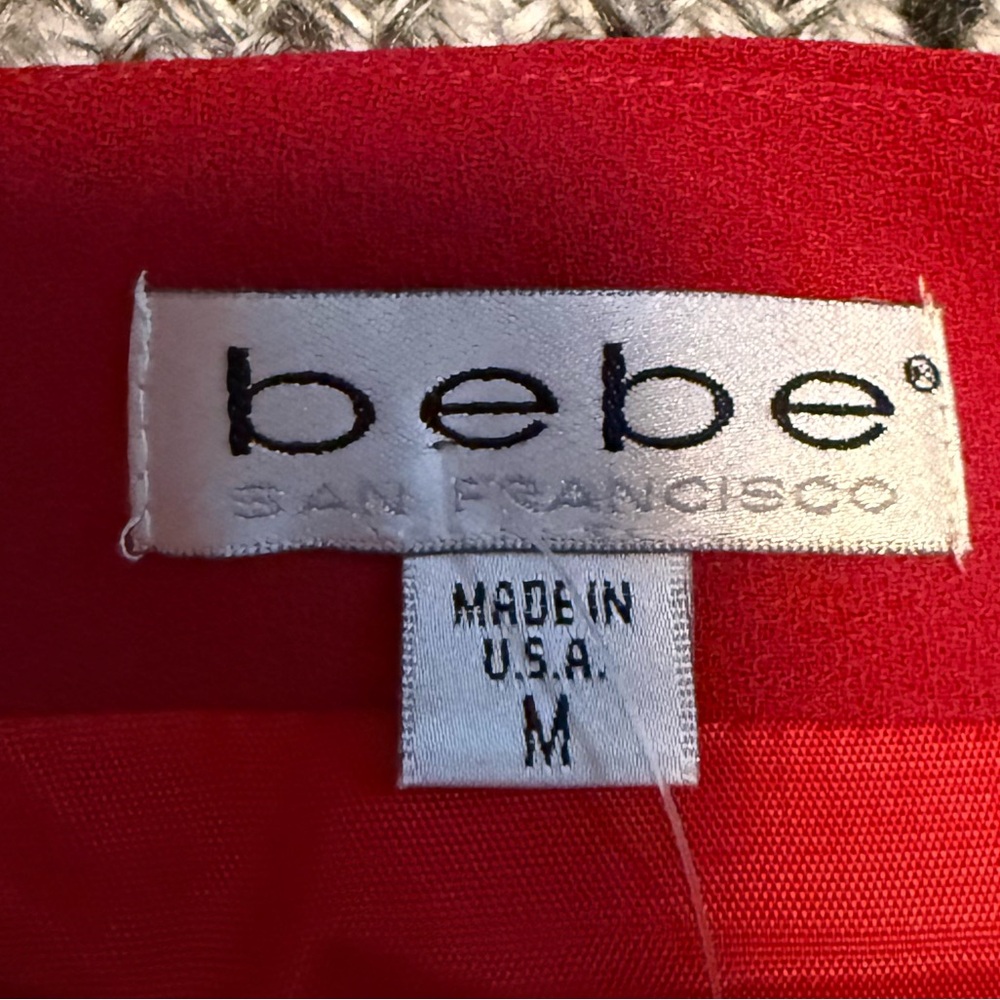 bebe®
SAN FRANCISCO
MADE IN
U.S.A.
M